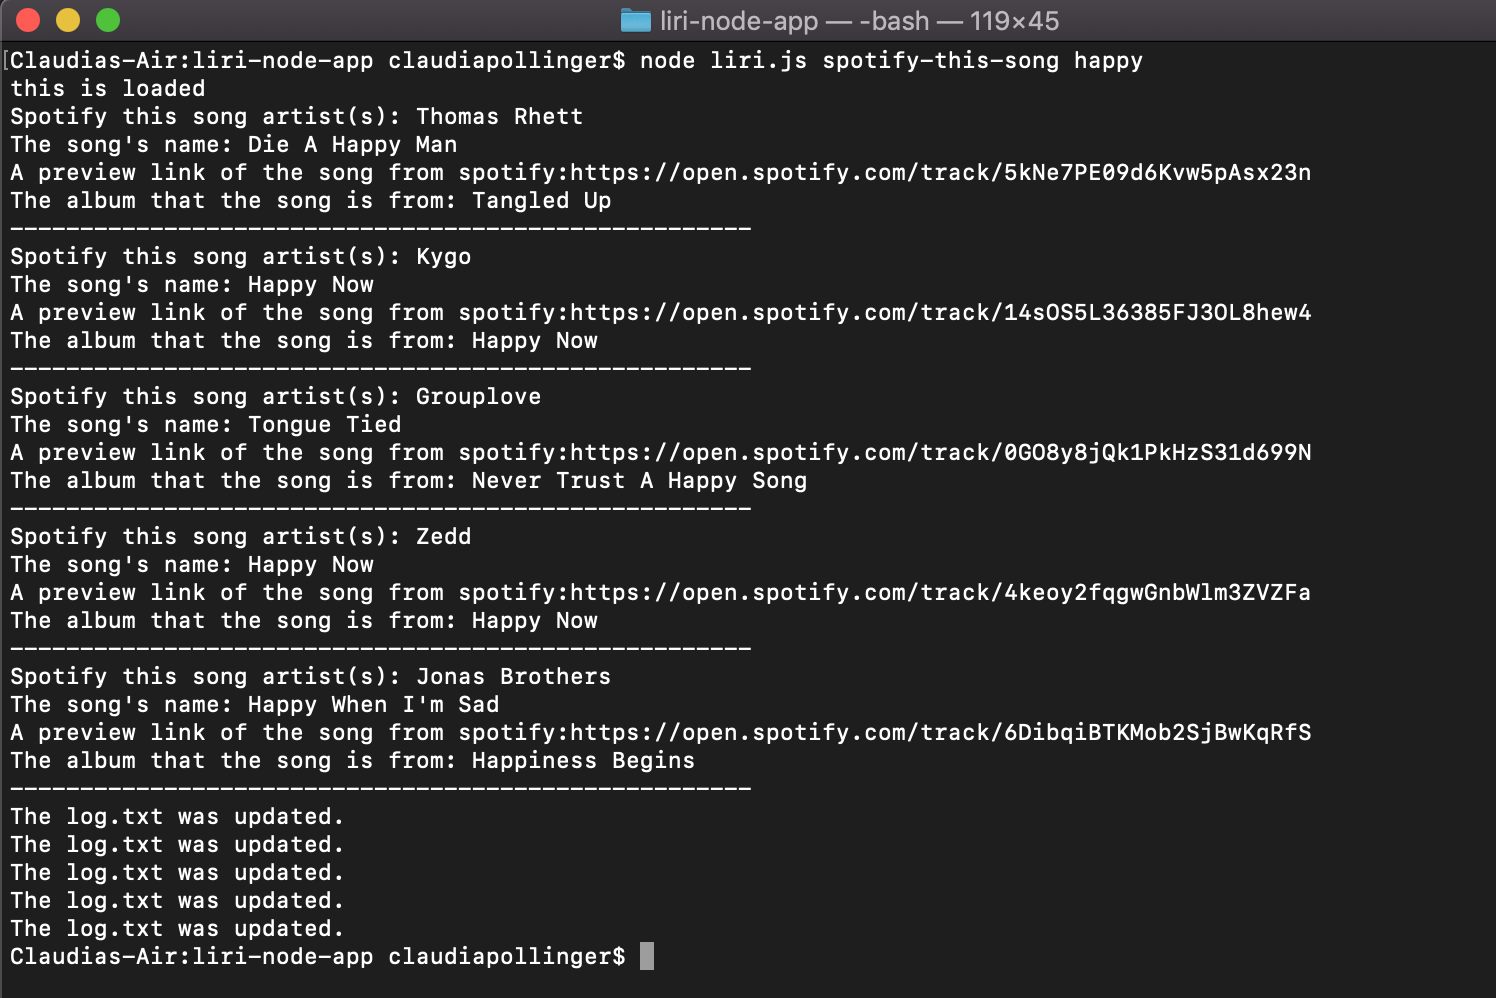 liri-node-app — -bash — 119×45
Claudias-Air:liri-node-app claudiapollinger$ node liri.js spotify-this-song happy
this is loaded
Spotify this song artist(s): Thomas Rhett
The song's name: Die A Happy Man
A preview link of the song from spotify:https://open.spotify.com/track/5kNe7PE09d6Kvw5pAsx23n
The album that the song is from: Tangled Up
-----------------------------------------------------
Spotify this song artist(s): Kygo
The song's name: Happy Now
A preview link of the song from spotify:https://open.spotify.com/track/14sOS5L36385FJ3OL8hew4
The album that the song is from: Happy Now
-----------------------------------------------------
Spotify this song artist(s): Grouplove
The song's name: Tongue Tied
A preview link of the song from spotify:https://open.spotify.com/track/0GO8y8jQk1PkHzS31d699N
The album that the song is from: Never Trust A Happy Song
-----------------------------------------------------
Spotify this song artist(s): Zedd
The song's name: Happy Now
A preview link of the song from spotify:https://open.spotify.com/track/4keoy2fqgwGnbWlm3ZVZFa
The album that the song is from: Happy Now
-----------------------------------------------------
Spotify this song artist(s): Jonas Brothers
The song's name: Happy When I'm Sad
A preview link of the song from spotify:https://open.spotify.com/track/6DibqiBTKMob2SjBwKqRfS
The album that the song is from: Happiness Begins
-----------------------------------------------------
The log.txt was updated.
The log.txt was updated.
The log.txt was updated.
The log.txt was updated.
The log.txt was updated.
Claudias-Air:liri-node-app claudiapollinger$